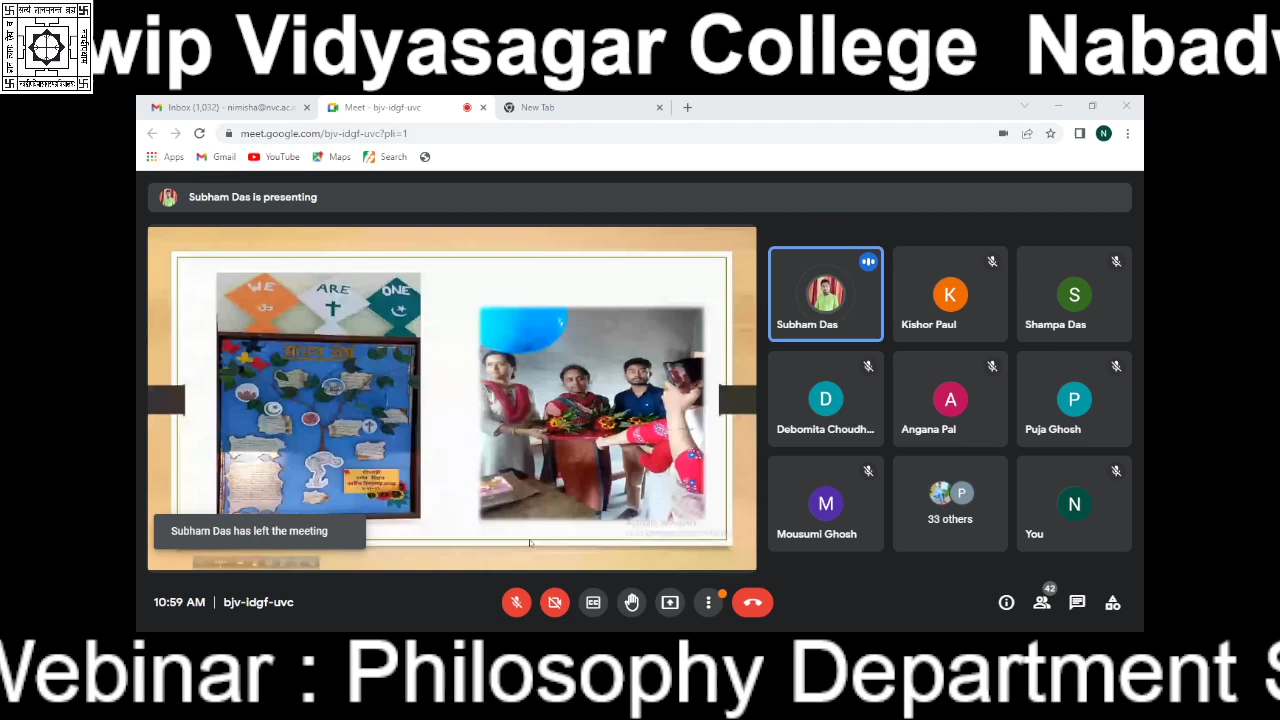 wip Vidyasagar College Nabadw
Inbox (1,032) - nimisha@nvc.ac.i
Meet - bjv-idgf-uvc
New Tab
meet.google.com/bjv-idgf-uvc?pli=1
N
Apps
Gmail
YouTube
Maps
Search
Subham Das is presenting
WE
ARE
ONE
Subham Das
K
Kishor Paul
S
Shampa Das
D
Debomita Choudh...
A
Angana Pal
P
Puja Ghosh
M
Mousumi Ghosh
P
33 others
N
You
Subham Das has left the meeting
10:59 AM | bjv-idgf-uvc
42
Webinar : Philosophy Department S